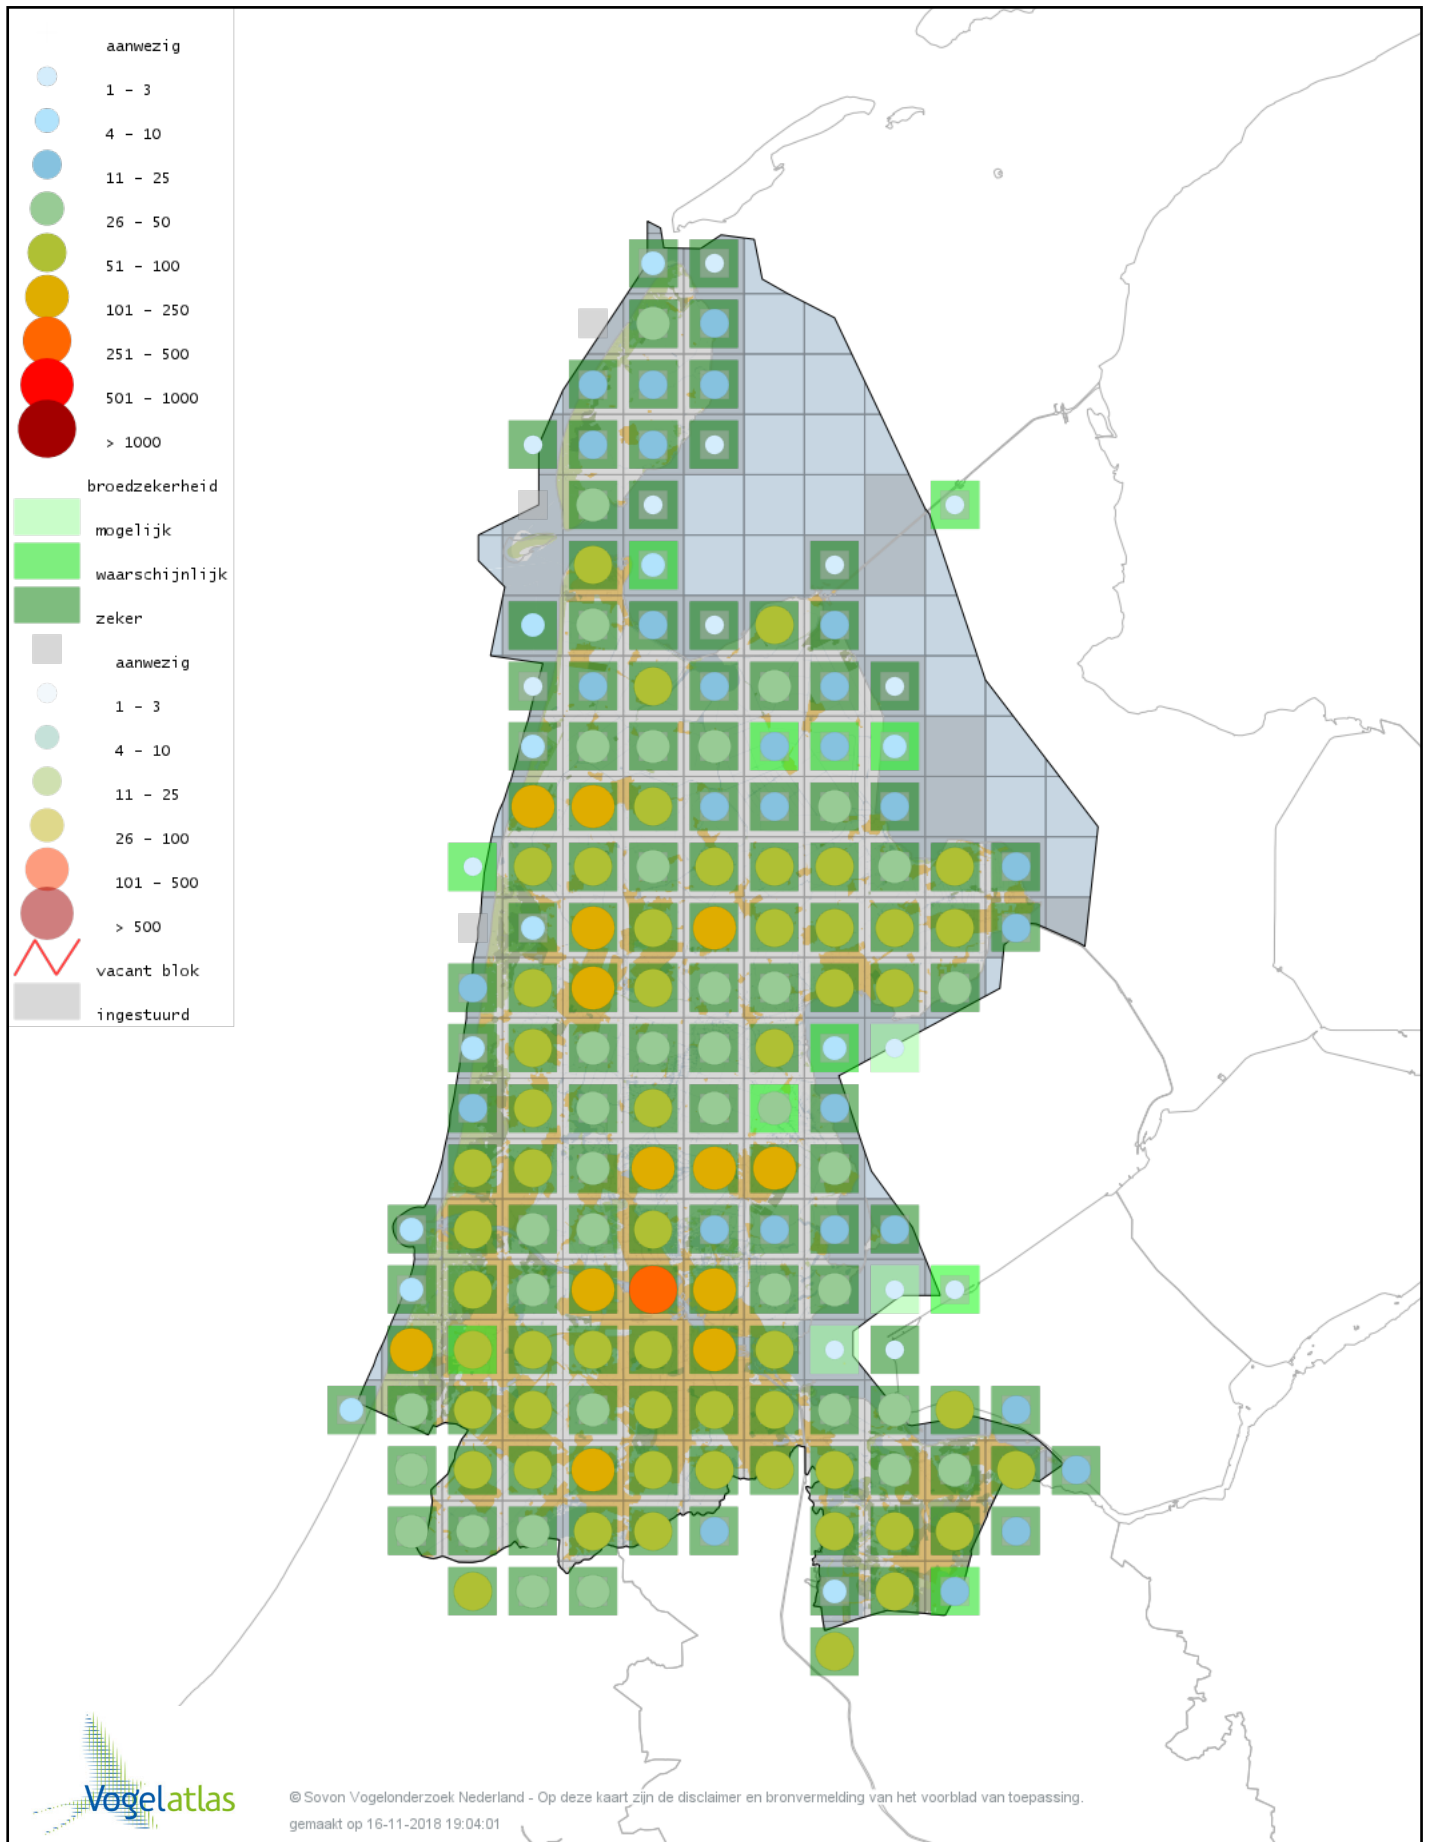 aanwezig
1 - 3
4 - 10
11 - 25
26 - 50
51 - 100
101 - 250
251 - 500
501 - 1000
> 1000
broedzekerheid
mogelijk
waarschijnlijk
zeker
aanwezig
1 - 3
4 - 10
11 - 25
26 - 100
101 - 500
> 500
vacant blok
ingestuurd
Vogelatlas
© Sovon Vogelonderzoek Nederland - Op deze kaart zijn de disclaimer en bronvermelding van het voorblad van toepassing.
gemaakt op 16-11-2018 19:04:01